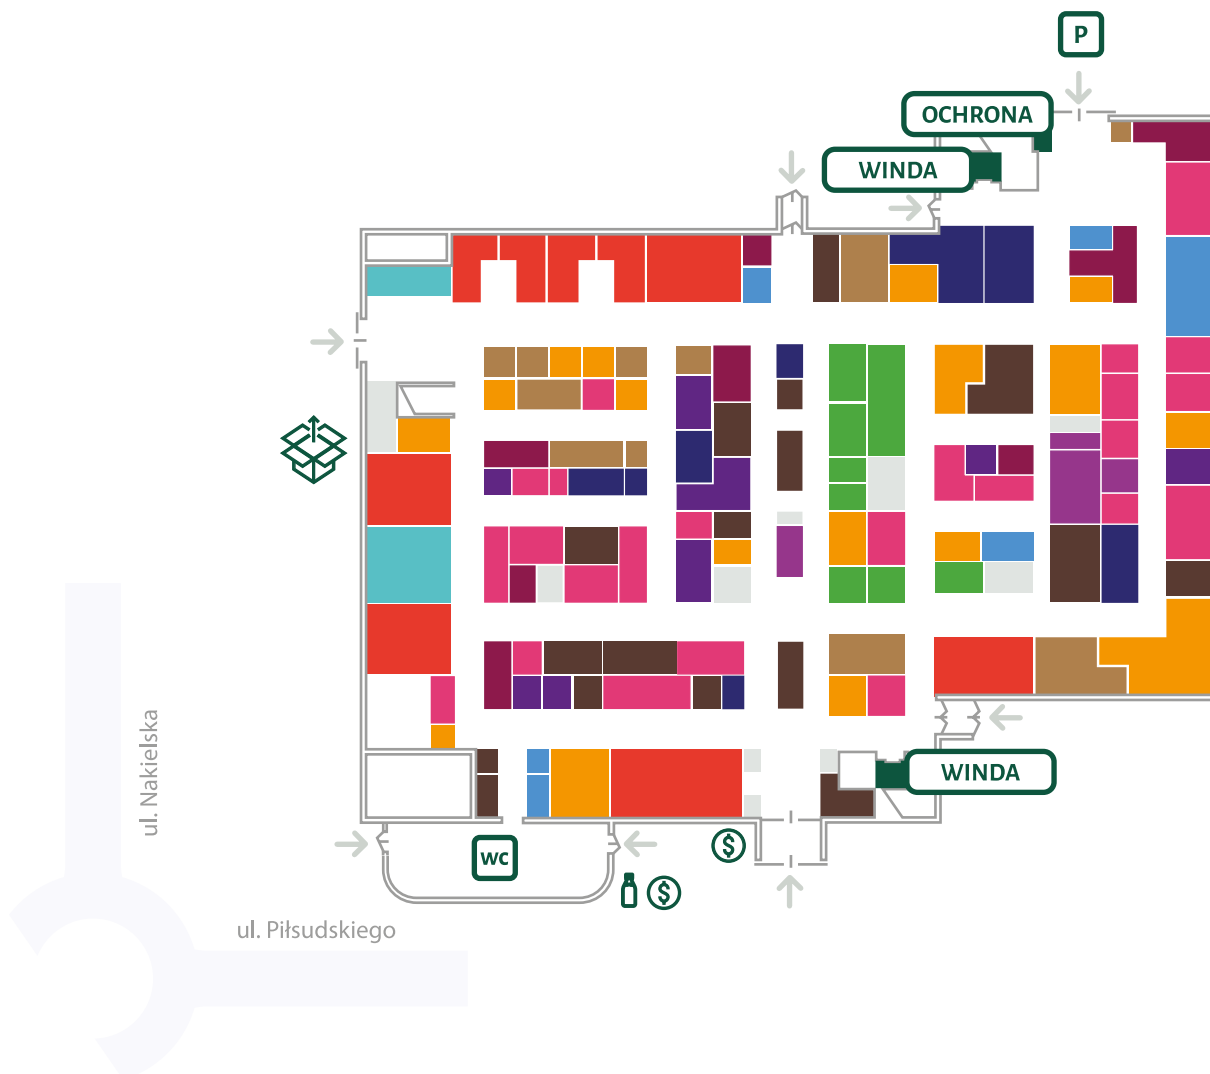 P
OCHRONA
WINDA
ul. Nakielska
WINDA
$
WC
$
ul. Piłsudskiego